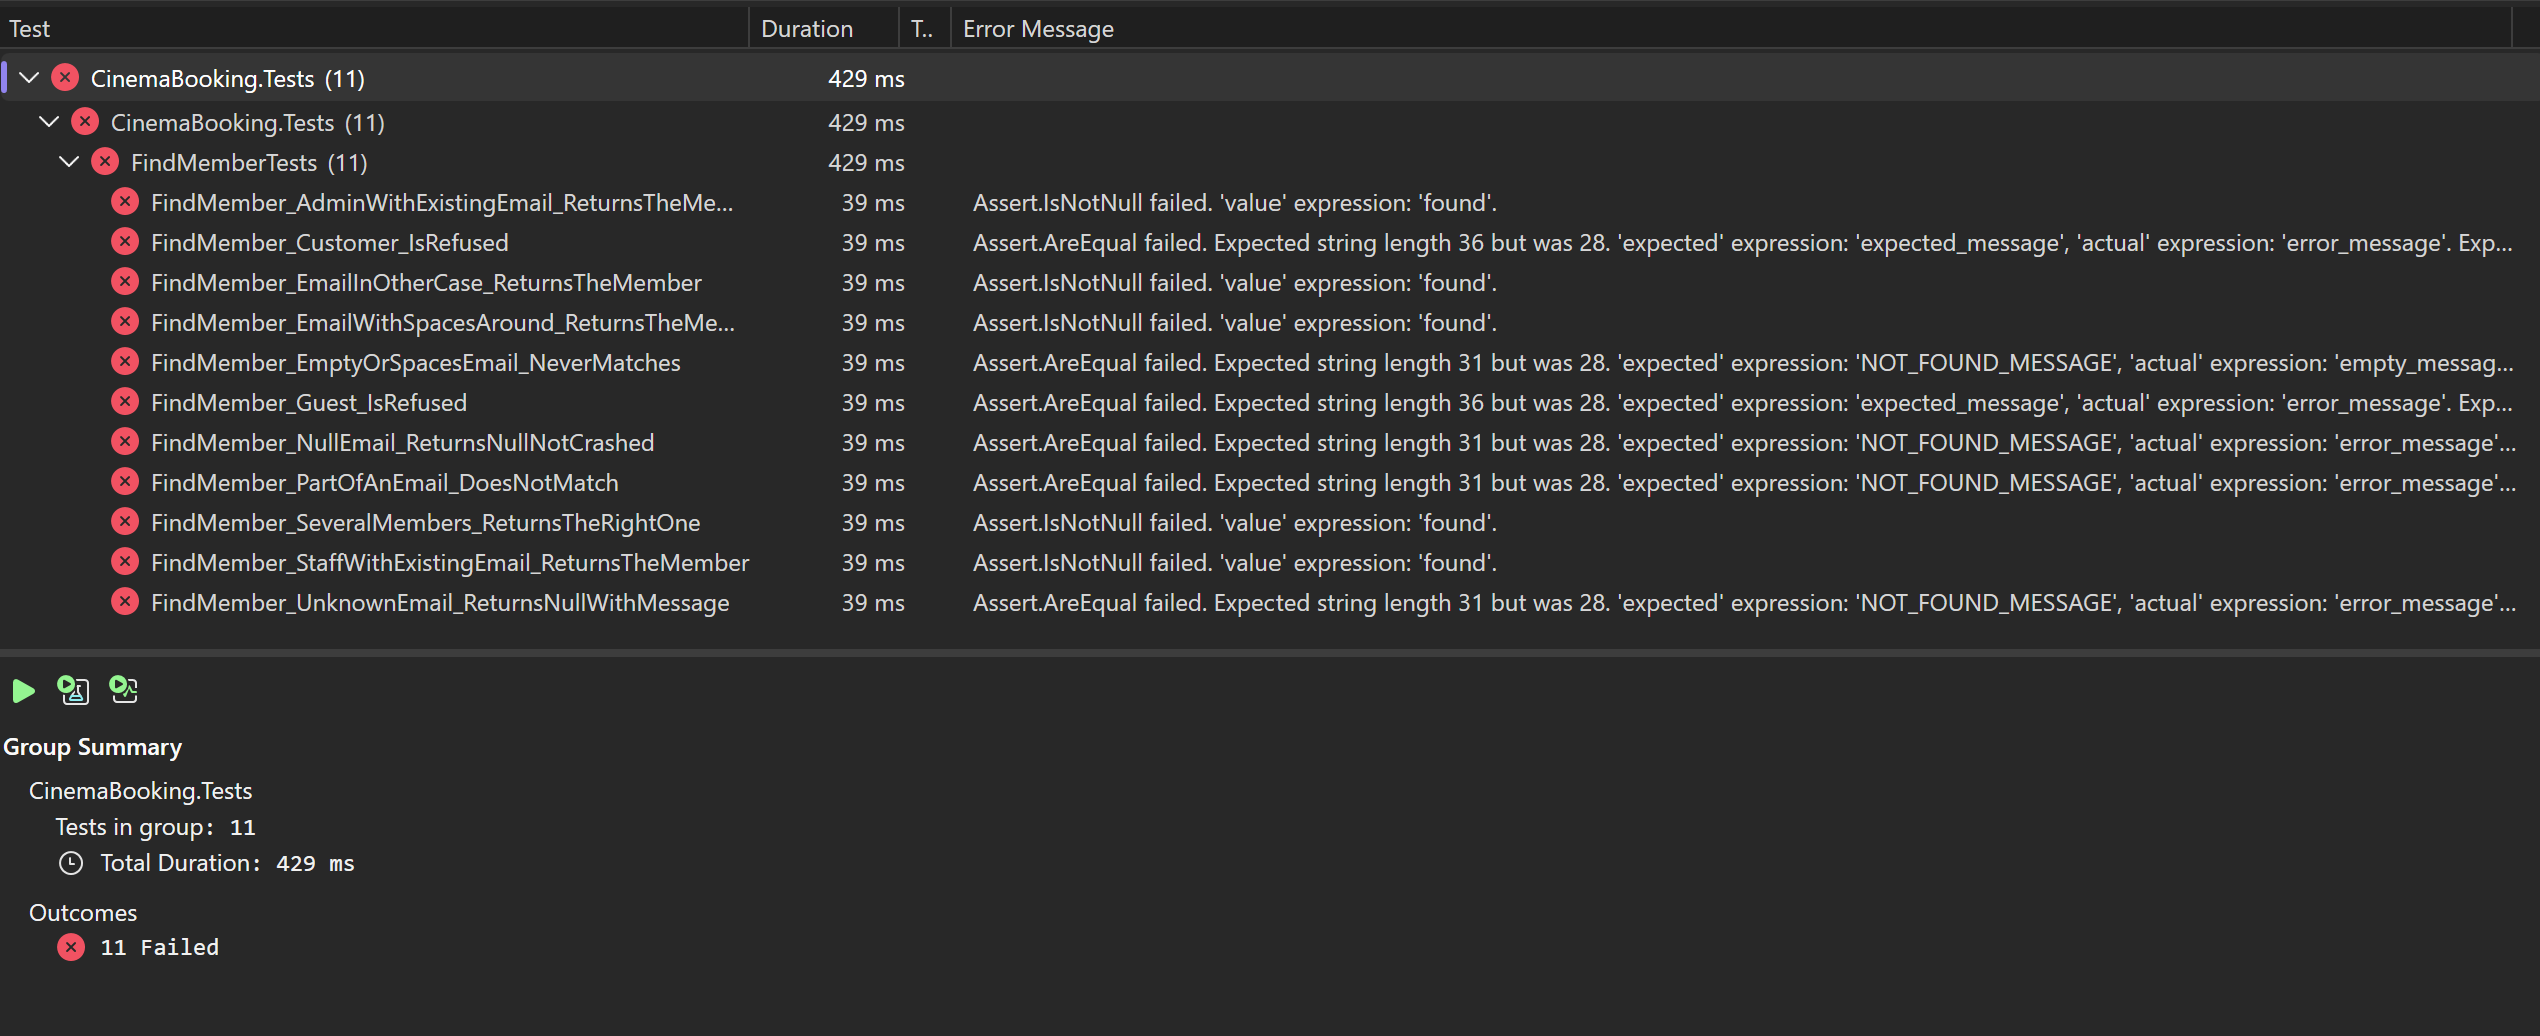 Test Duration T.. Error Message
CinemaBooking.Tests (11) 429 ms
CinemaBooking.Tests (11) 429 ms
FindMemberTests (11) 429 ms
FindMember_AdminWithExistingEmail_ReturnsTheMe... 39 ms Assert.IsNotNull failed. 'value' expression: 'found'.
FindMember_Customer_IsRefused 39 ms Assert.AreEqual failed. Expected string length 36 but was 28. 'expected' expression: 'expected_message', 'actual' expression: 'error_message'. Exp...
FindMember_EmailInOtherCase_ReturnsTheMember 39 ms Assert.IsNotNull failed. 'value' expression: 'found'.
FindMember_EmailWithSpacesAround_ReturnsTheMe... 39 ms Assert.IsNotNull failed. 'value' expression: 'found'.
FindMember_EmptyOrSpacesEmail_NeverMatches 39 ms Assert.AreEqual failed. Expected string length 31 but was 28. 'expected' expression: 'NOT_FOUND_MESSAGE', 'actual' expression: 'empty_messag...
FindMember_Guest_IsRefused 39 ms Assert.AreEqual failed. Expected string length 36 but was 28. 'expected' expression: 'expected_message', 'actual' expression: 'error_message'. Exp...
FindMember_NullEmail_ReturnsNullNotCrashed 39 ms Assert.AreEqual failed. Expected string length 31 but was 28. 'expected' expression: 'NOT_FOUND_MESSAGE', 'actual' expression: 'error_message'...
FindMember_PartOfAnEmail_DoesNotMatch 39 ms Assert.AreEqual failed. Expected string length 31 but was 28. 'expected' expression: 'NOT_FOUND_MESSAGE', 'actual' expression: 'error_message'...
FindMember_SeveralMembers_ReturnsTheRightOne 39 ms Assert.IsNotNull failed. 'value' expression: 'found'.
FindMember_StaffWithExistingEmail_ReturnsTheMember 39 ms Assert.IsNotNull failed. 'value' expression: 'found'.
FindMember_UnknownEmail_ReturnsNullWithMessage 39 ms Assert.AreEqual failed. Expected string length 31 but was 28. 'expected' expression: 'NOT_FOUND_MESSAGE', 'actual' expression: 'error_message'...
Group Summary
CinemaBooking.Tests
Tests in group: 11
Total Duration: 429 ms
Outcomes
11 Failed